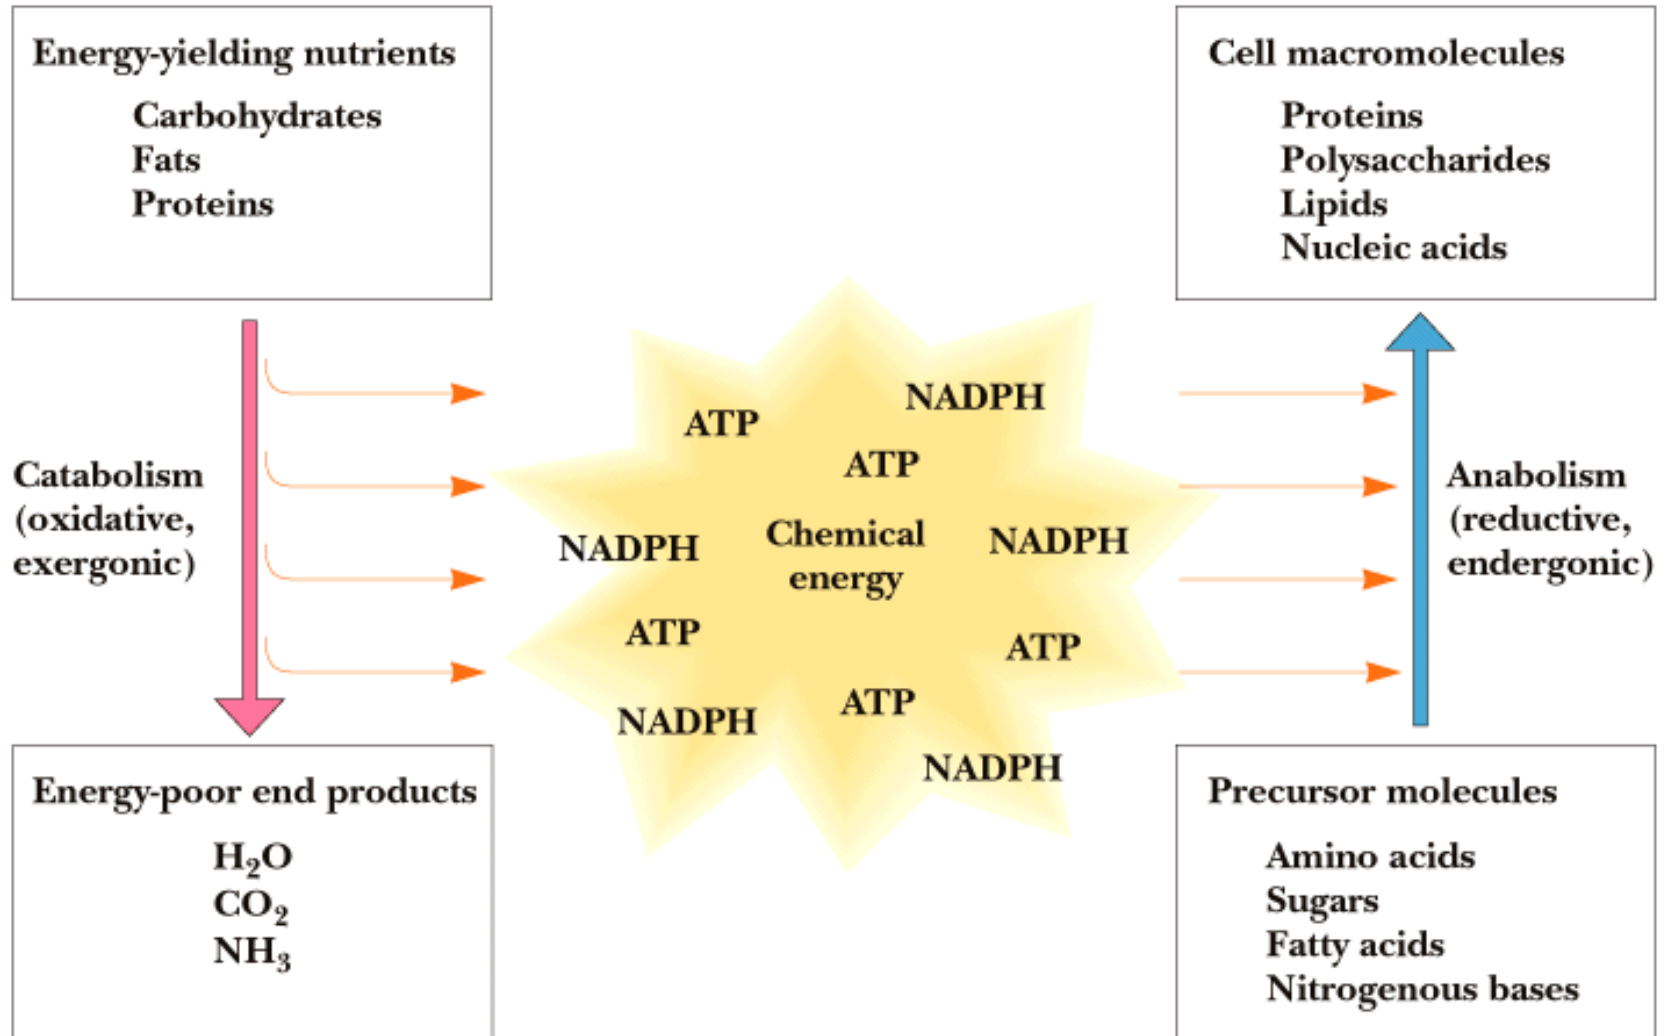 Energy-yielding nutrients
Carbohydrates
Fats
Proteins
Cell macromolecules
Proteins
Polysaccharides
Lipids
Nucleic acids
Catabolism
(oxidative,
exergonic)
NADPH
ATP
ATP
Chemical
energy
NADPH
NADPH
ATP
ATP
ATP
NADPH
NADPH
Anabolism
(reductive,
endergonic)
Energy-poor end products
H₂O
CO₂
NH₃
Precursor molecules
Amino acids
Sugars
Fatty acids
Nitrogenous bases